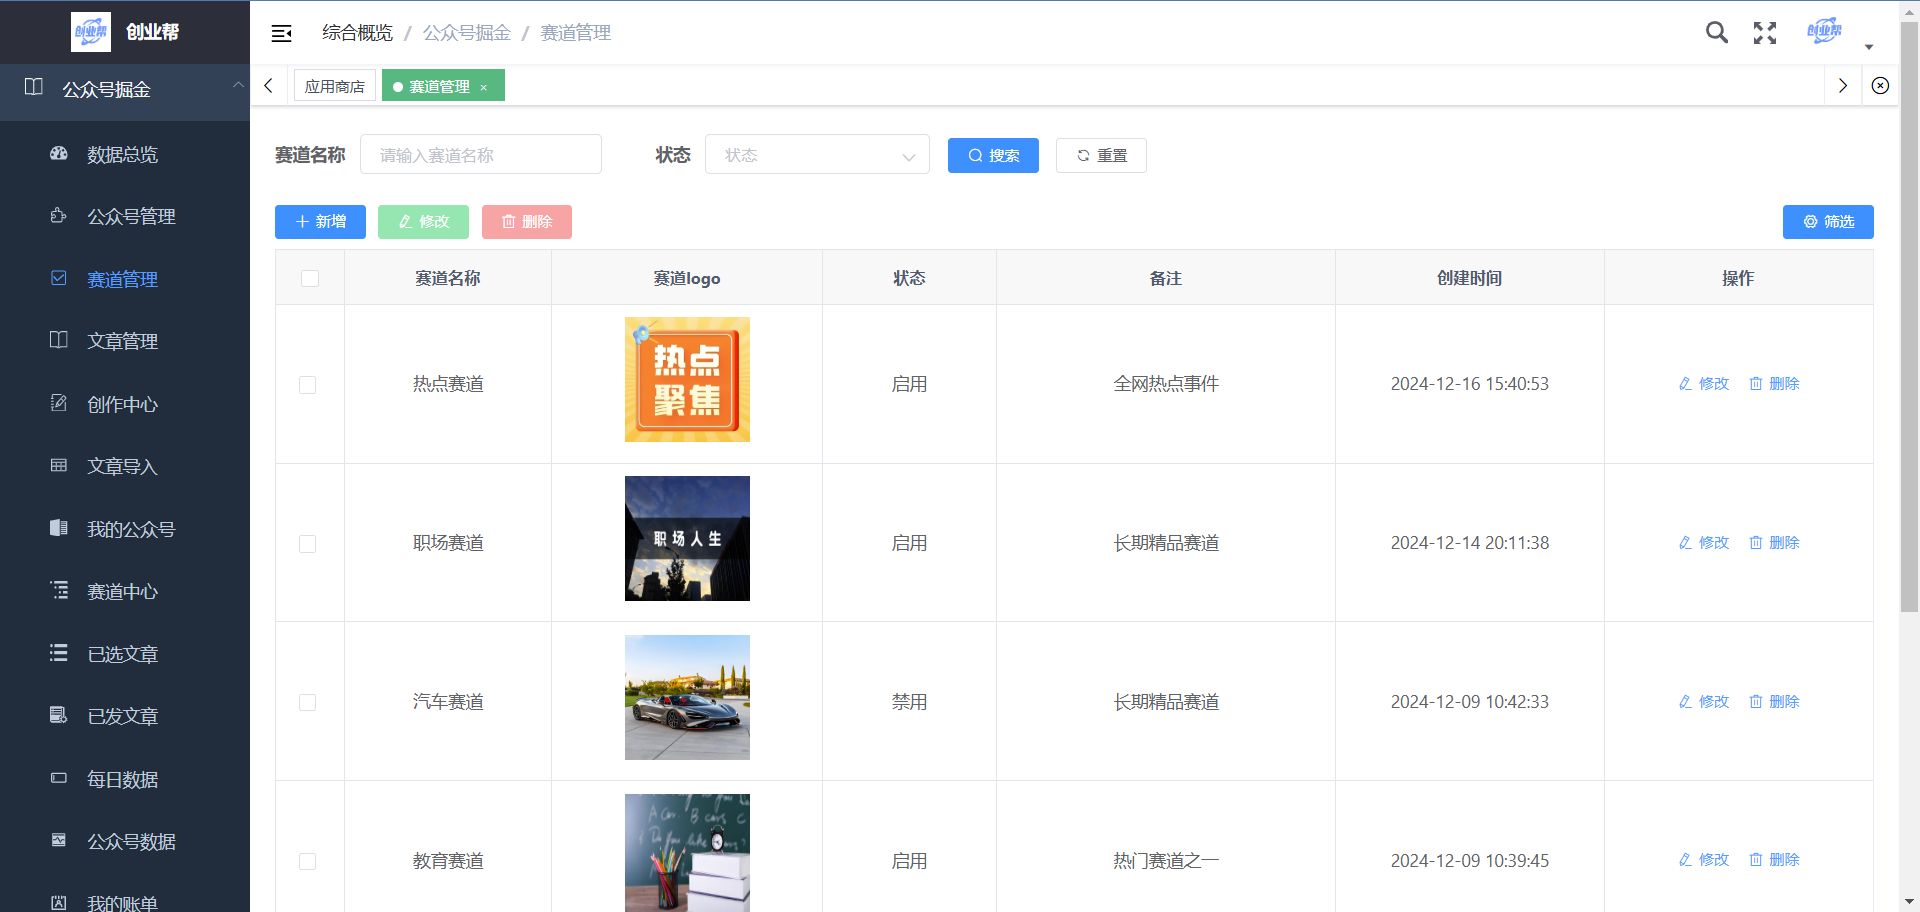 创业帮
创业帮
综合概览 / 公众号掘金 / 赛道管理
创业帮
公众号掘金
应用商店
赛道管理 ×
数据总览
公众号管理
赛道管理
文章管理
创作中心
文章导入
我的公众号
赛道中心
已选文章
已发文章
每日数据
公众号数据
我的账单
赛道名称 请输入赛道名称 状态 状态 搜索 重置
新增 修改 删除 筛选
赛道名称 赛道logo 状态 备注 创建时间 操作
热点
聚焦
热点赛道 启用 全网热点事件 2024-12-16 15:40:53 修改 删除
职场人生
职场赛道 启用 长期精品赛道 2024-12-14 20:11:38 修改 删除
汽车赛道 禁用 长期精品赛道 2024-12-09 10:42:33 修改 删除
教育赛道 启用 热门赛道之一 2024-12-09 10:39:45 修改 删除